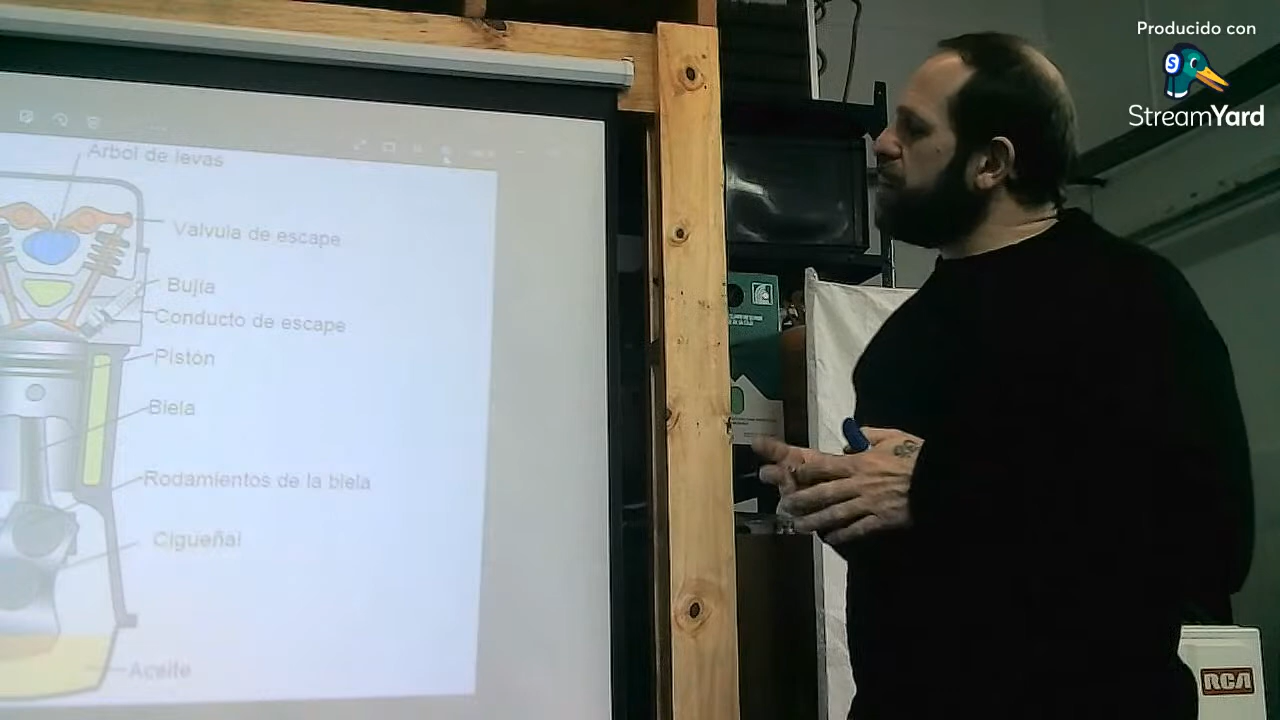 Producido con
StreamYard
Arbol de levas
Valvula de escape
Bujía
Conducto de escape
Pistón
Biela
Rodamientos de la biela
Cigüeñal
Aceite
RCA